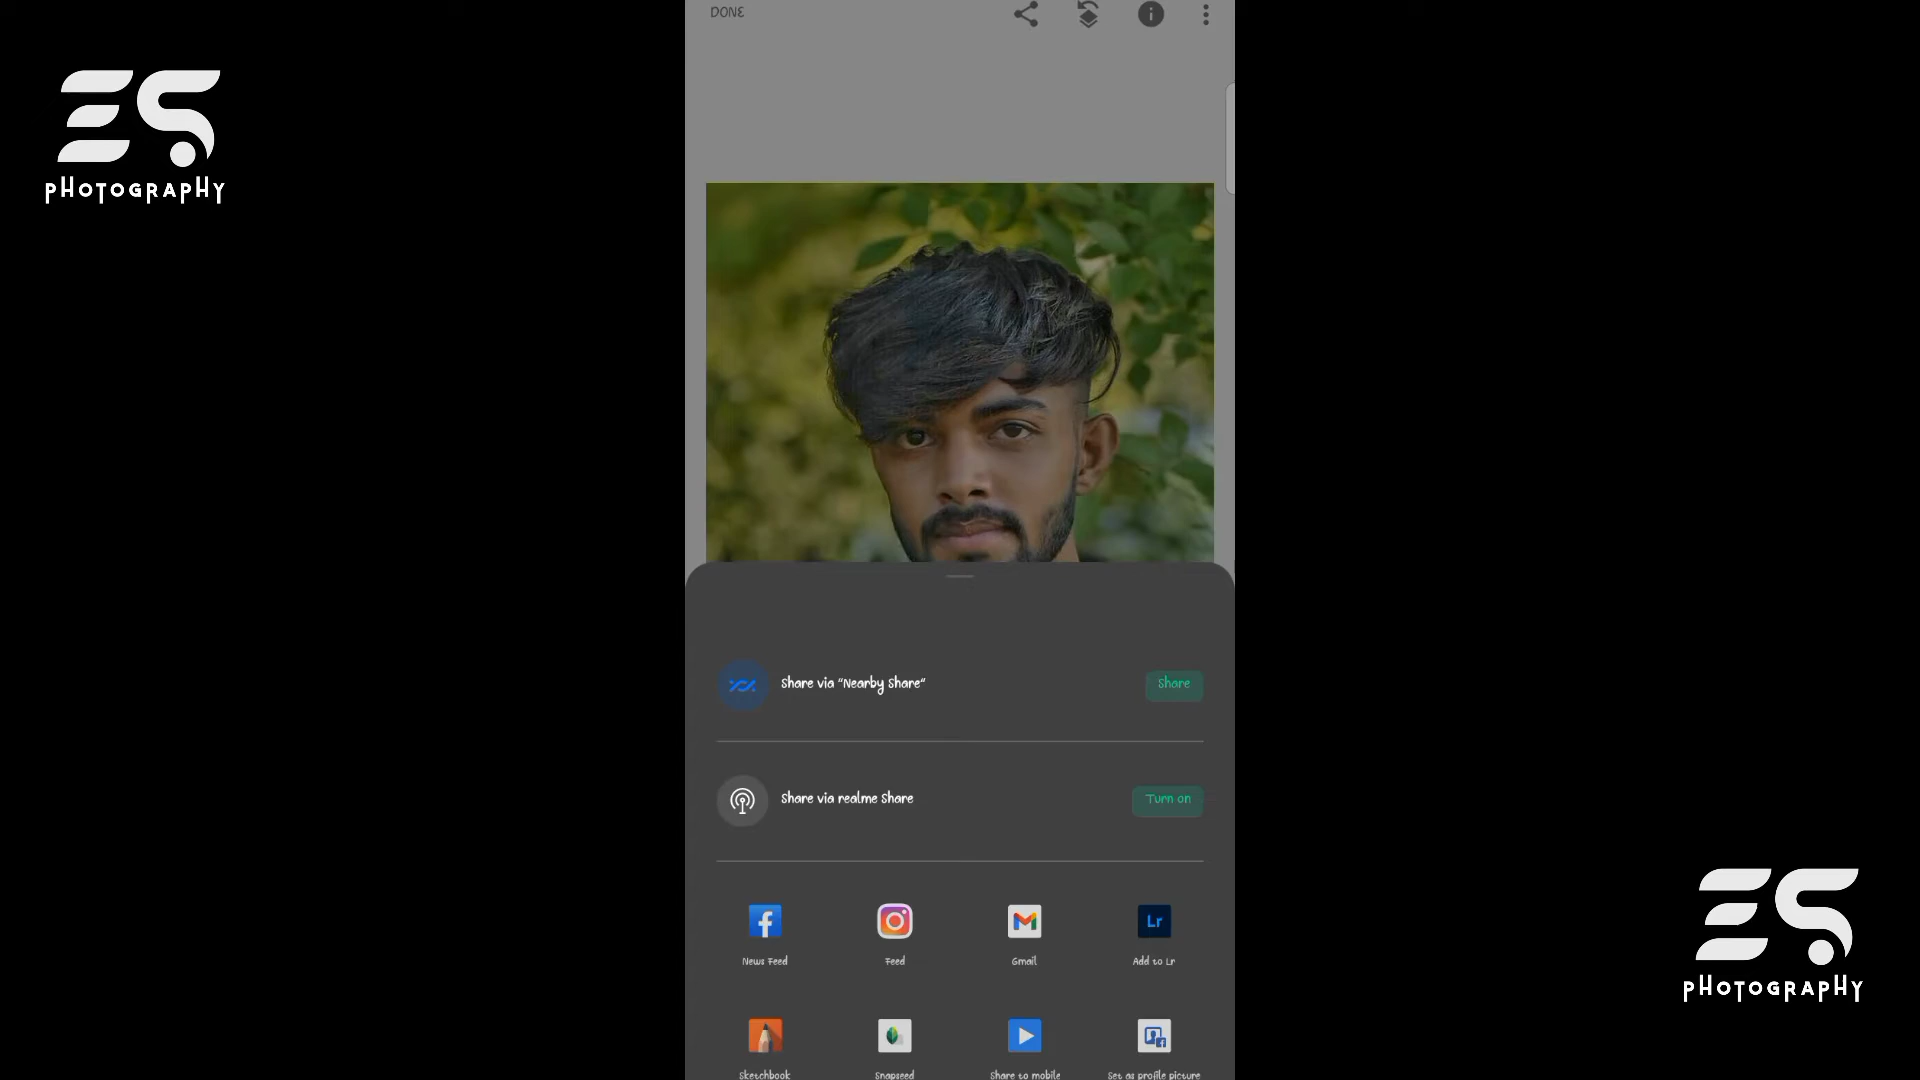 DONE
ES
PHOTOGRAPHY
Share via "Nearby Share"
Share
Share via realme Share
Turn on
News Feed
Feed
Gmail
Lr
Add to Lr
Sketchbook
Snapseed
Share to mobile
Set as profile picture
ES
PHOTOGRAPHY